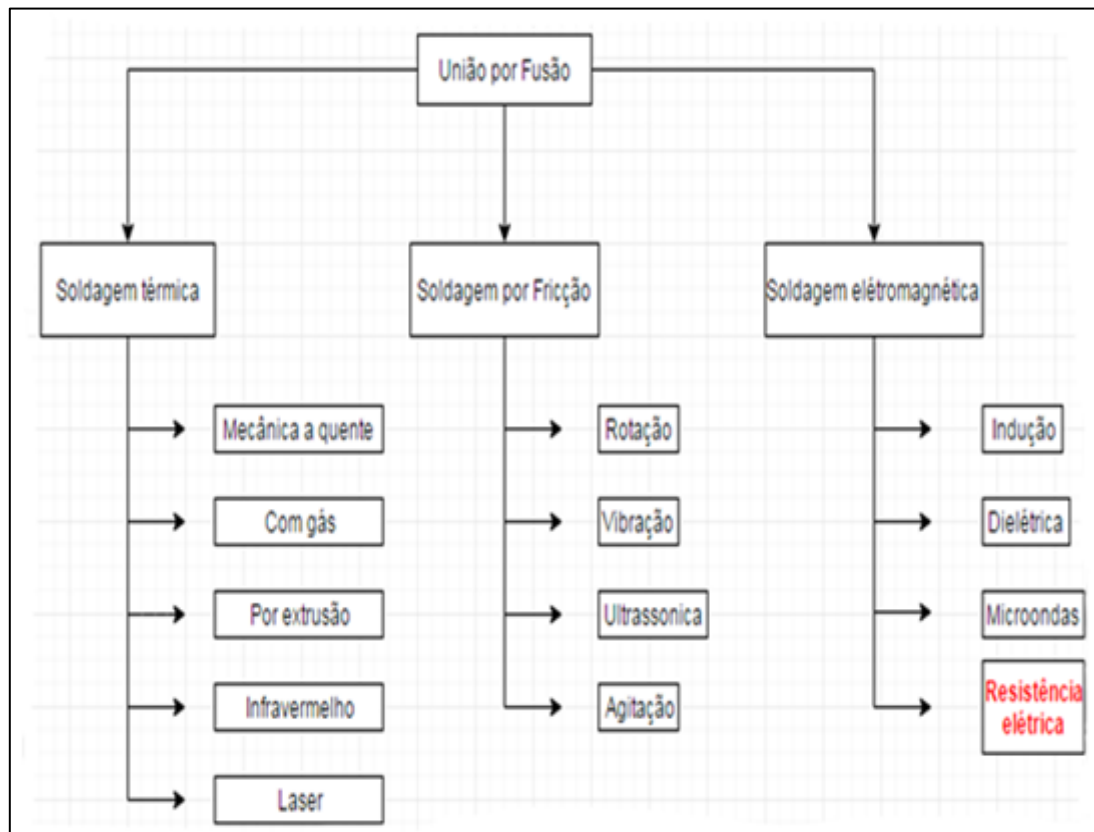 União por Fusão
Soldagem térmica
Soldagem por Fricção
Soldagem elétromagnética
Mecânica a quente
Com gás
Por extrusão
Infravermelho
Laser
Rotação
Vibração
Ultrassonica
Agitação
Indução
Dielétrica
Microondas
Resistência
elétrica